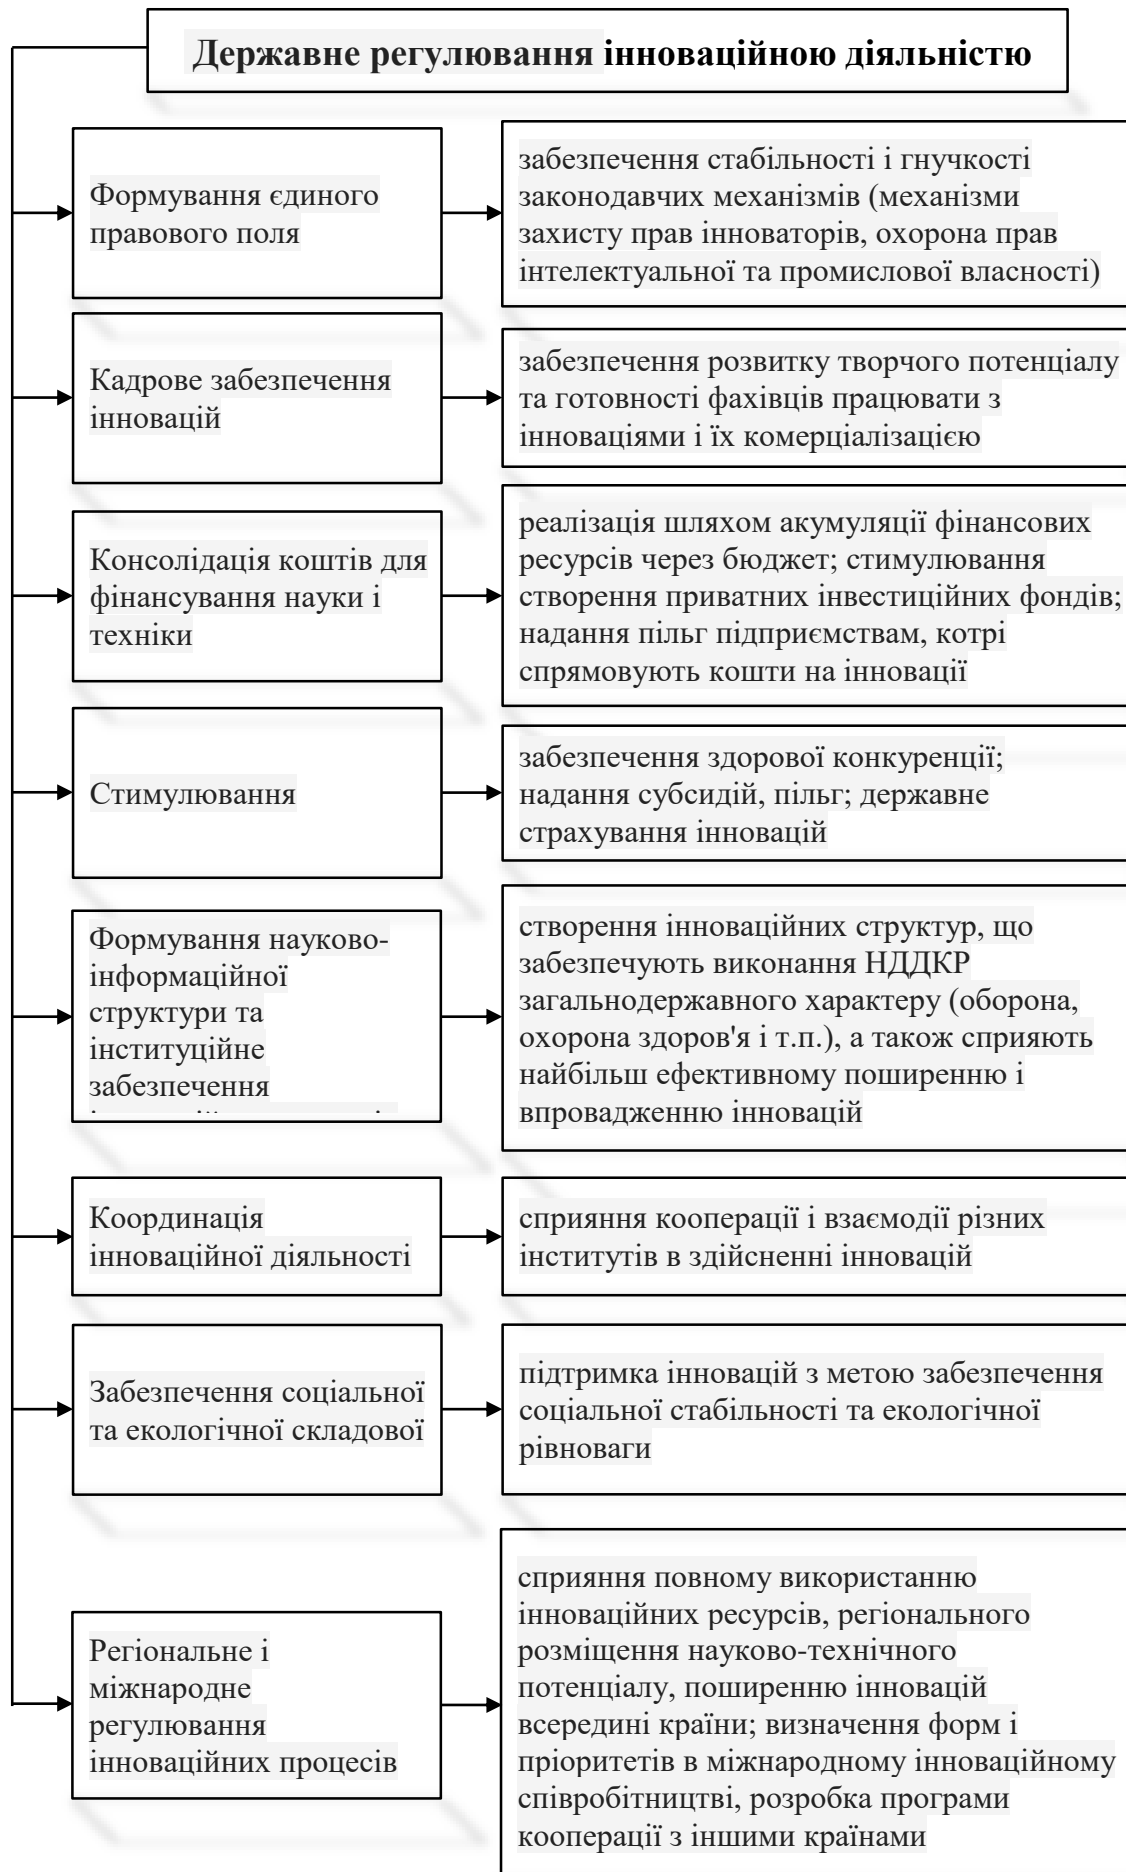 Державне регулювання інноваційною діяльністю
Формування єдиного
правового поля
забезпечення стабільності і гнучкості
законодавчих механізмів (механізми
захисту прав інноваторів, охорона прав
інтелектуальної та промислової власності)
Кадрове забезпечення
інновацій
забезпечення розвитку творчого потенціалу
та готовності фахівців працювати з
інноваціями і їх комерціалізацією
Консолідація коштів для
фінансування науки і
техніки
реалізація шляхом акумуляції фінансових
ресурсів через бюджет; стимулювання
створення приватних інвестиційних фондів;
надання пільг підприємствам, котрі
спрямовують кошти на інновації
Стимулювання
забезпечення здорової конкуренції;
надання субсидій, пільг; державне
страхування інновацій
Формування науково-
інформаційної
структури та
інституційне
забезпечення
створення інноваційних структур, що
забезпечують виконання НДДКР
загальнодержавного характеру (оборона,
охорона здоров'я і т.п.), а також сприяють
найбільш ефективному поширенню і
впровадженню інновацій
Координація
інноваційної діяльності
сприяння кооперації і взаємодії різних
інститутів в здійсненні інновацій
Забезпечення соціальної
та екологічної складової
підтримка інновацій з метою забезпечення
соціальної стабільності та екологічної
рівноваги
Регіональне і
міжнародне
регулювання
інноваційних процесів
сприяння повному використанню
інноваційних ресурсів, регіонального
розміщення науково-технічного
потенціалу, поширенню інновацій
всередині країни; визначення форм і
пріоритетів в міжнародному інноваційному
співробітництві, розробка програми
кооперації з іншими країнами